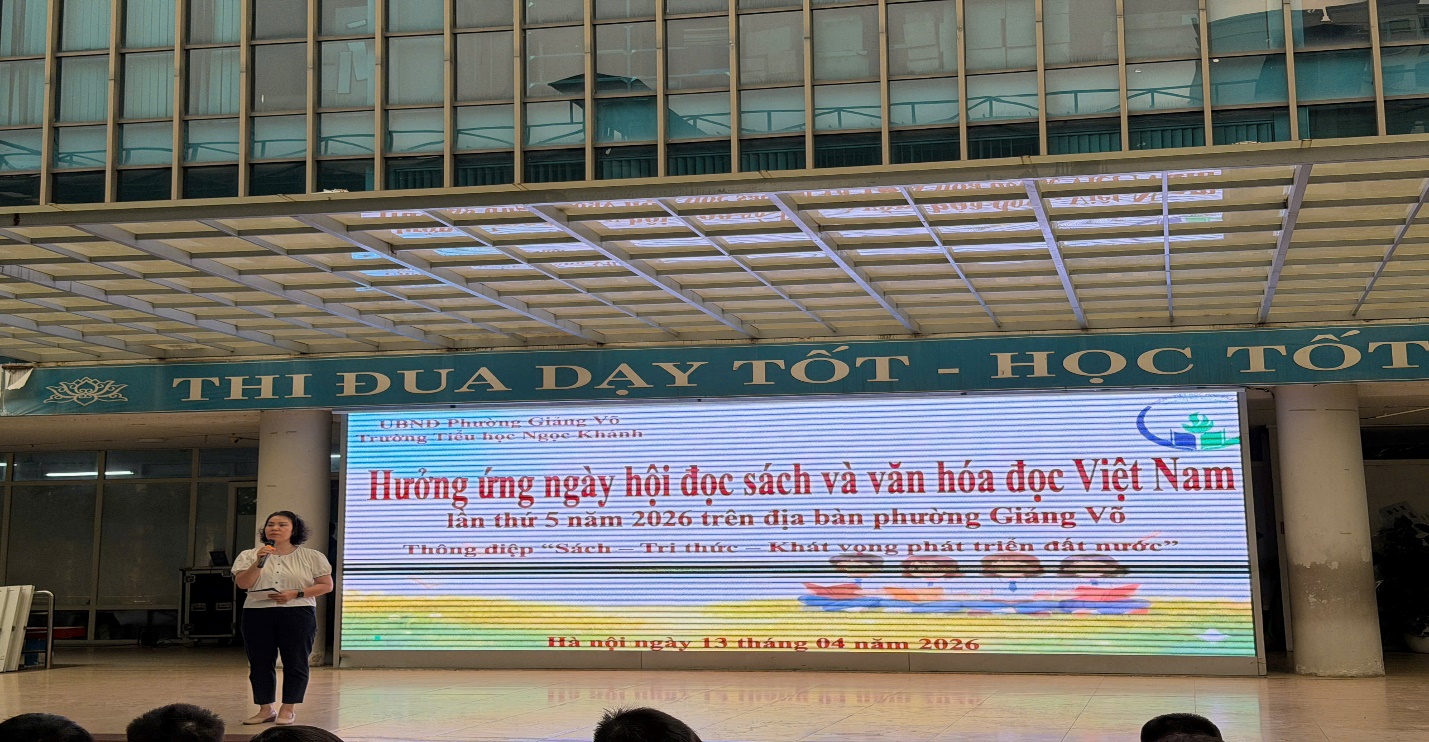 THI ĐUA DẠY TỐT - HỌC TỐT
UBND Phường Giảng Võ
Trường Tiểu học Ngọc Khánh
Hưởng ứng ngày hội đọc sách và văn hóa đọc Việt Nam
lần thứ 5 năm 2026 trên địa bàn phường Giảng Võ
Thông điệp “Sách – Tri thức – Khát vọng phát triển đất nước”
Hà nội ngày 13 tháng 04 năm 2026